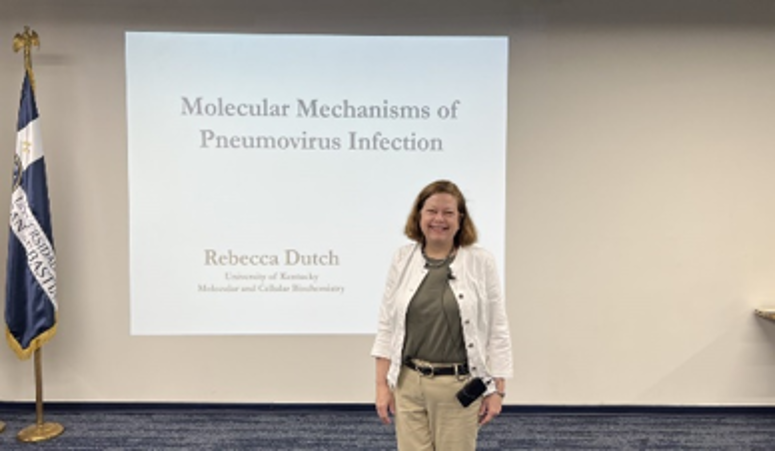 Molecular Mechanisms of
Pneumovirus Infection
Rebecca Dutch
University of Kentucky
Molecular and Cellular Biochemistry